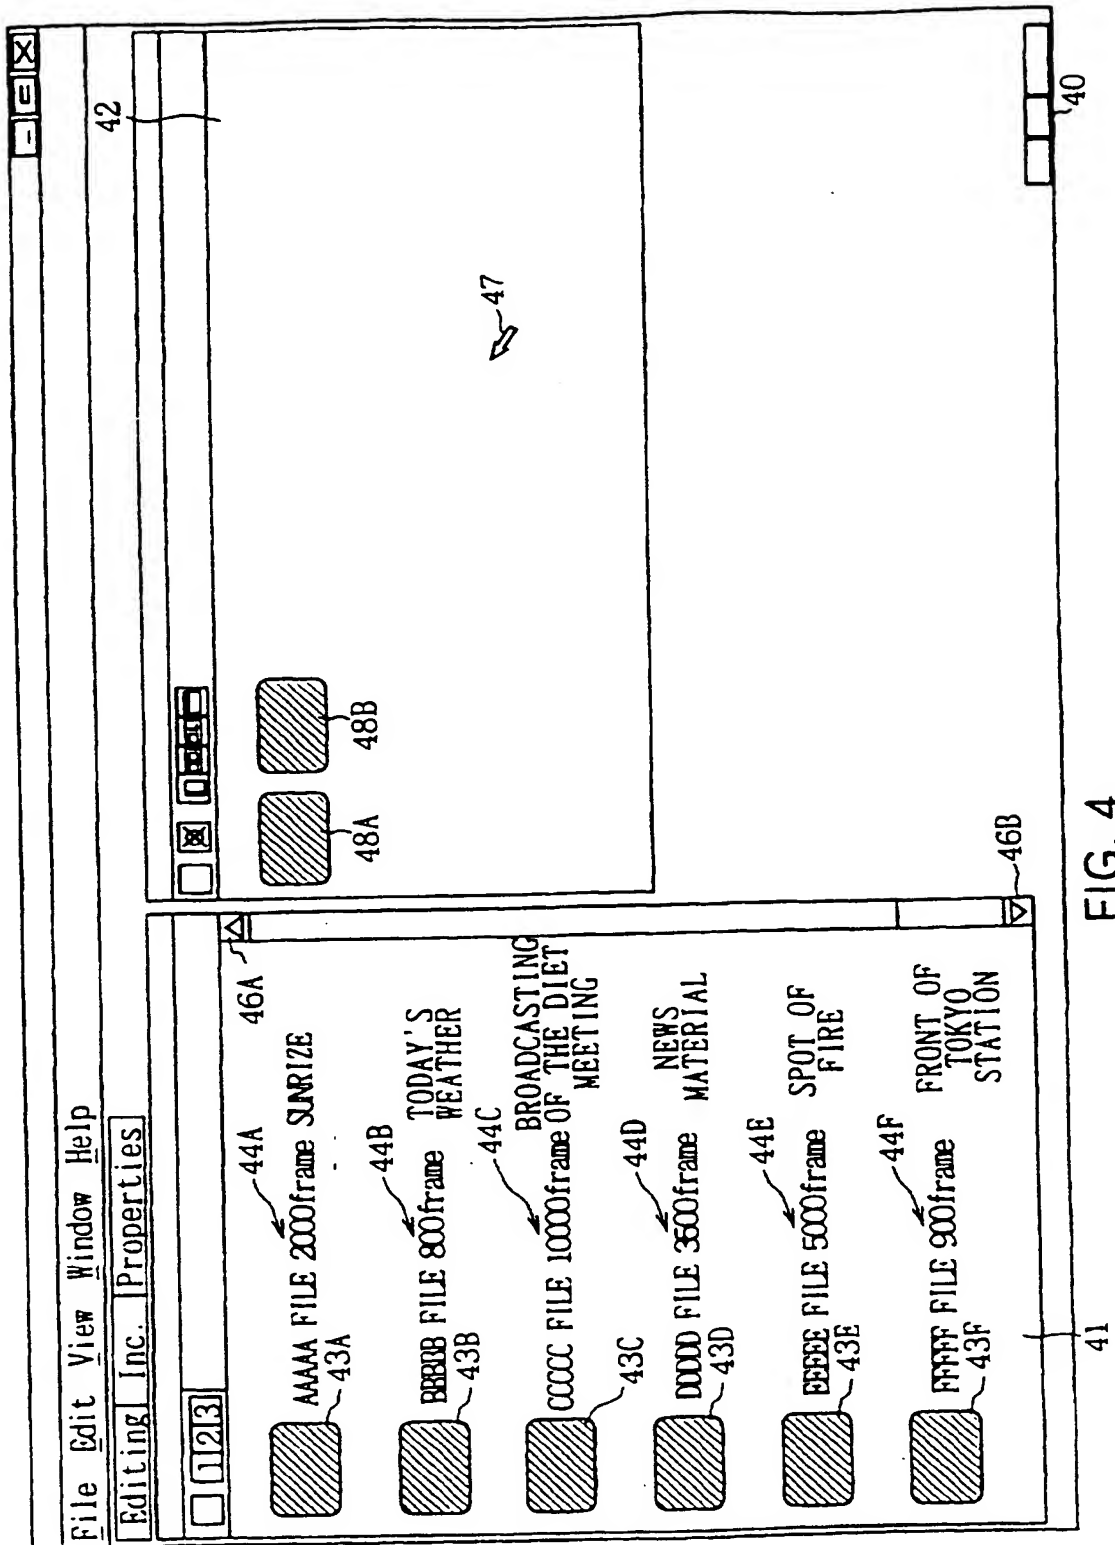 File Edit View Window Help
Editing Inc. Properties
1 2 3
42
46A
44A
AAAAA FILE 2000frame SUNRIZE
43A
44B
BBBBB FILE 800frame TODAY'S
WEATHER
43B
44C
CCCCC FILE 10000frame BROADCASTING
OF THE DIET
MEETING
43C
44D
DDDDD FILE 3500frame NEWS
MATERIAL
43D
44E
EEEEE FILE 5000frame SPOT OF
FIRE
43E
44F
FFFFF FILE 900frame FRONT OF
TOKYO
STATION
43F
48A
48B
47
46B
41
40
FIG. 4